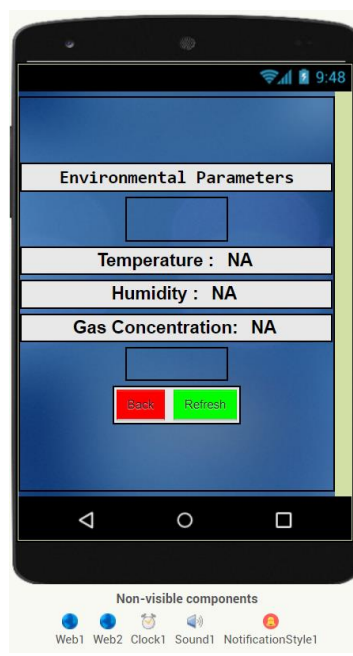 9:48
Environmental Parameters
Temperature : NA
Humidity : NA
Gas Concentration: NA
Back Refresh
Non-visible components
Web1 Web2 Clock1 Sound1 NotificationStyle1